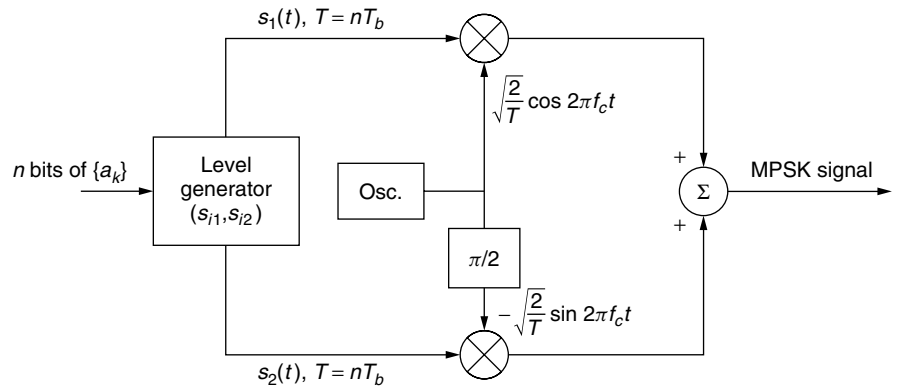 s₁(t), T = nT_b
√(2/T) cos 2πf_c t
n bits of {a_k}
Level
generator
(s_i1,s_i2)
Osc.
+
Σ
+
MPSK signal
π/2
−√(2/T) sin 2πf_c t
s₂(t), T = nT_b